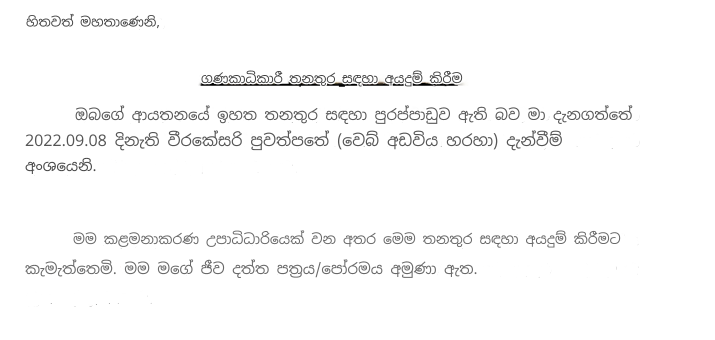 හිතවත් මහතාණෙනි,
ගණකාධිකාරී තනතුර සඳහා අයදුම් කිරීම
ඔබගේ ආයතනයේ ඉහත තනතුර සඳහා පුරප්පාඩුව ඇති බව මා දැනගත්තේ
2022.09.08 දිනැති වීරකේසරි පුවත්පතේ (වෙබ් අඩවිය හරහා) දැන්වීම්
අංශයෙනි.
මම කළමනාකරණ උපාධිධාරියෙක් වන අතර මෙම තනතුර සඳහා අයදුම් කිරීමට
කැමැත්තෙමි. මම මගේ ජීව දත්ත පත්‍රය/පෝරමය අමුණා ඇත.